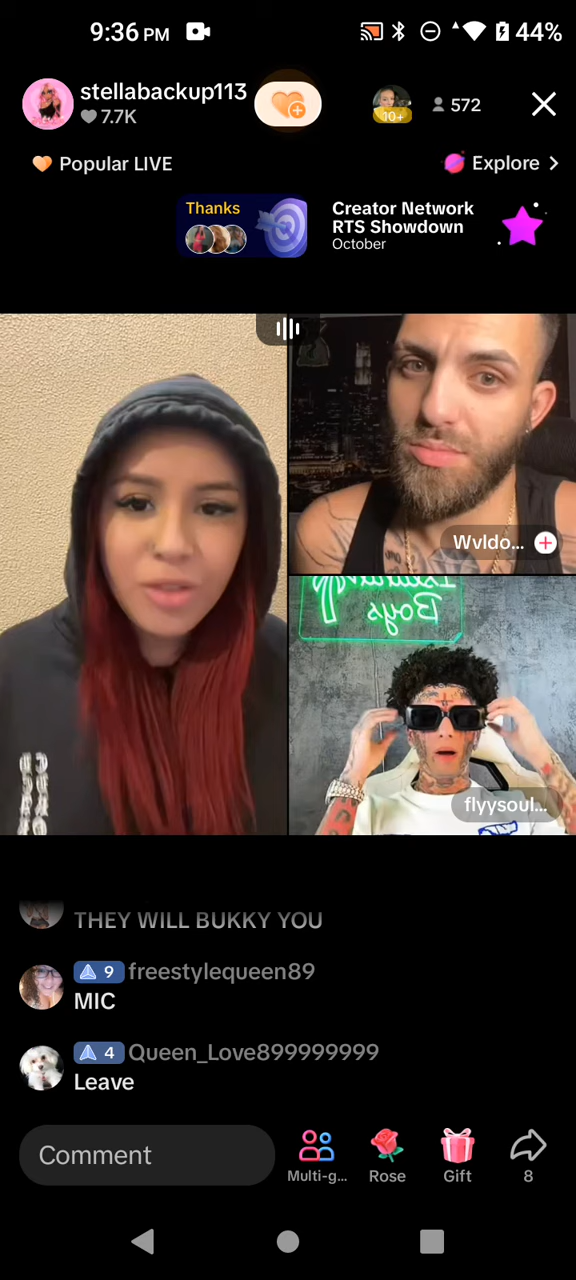 9:36 PM
44%
stellabackup113
7.7K
10+
572
Popular LIVE
Explore >
Thanks
Creator Network
RTS Showdown
October
Wvldo...
Boys
flyysoul...
THEY WILL BUKKY YOU
9 freestylequeen89
MIC
4 Queen_Love899999999
Leave
Comment
Multi-g...
Rose
Gift
8